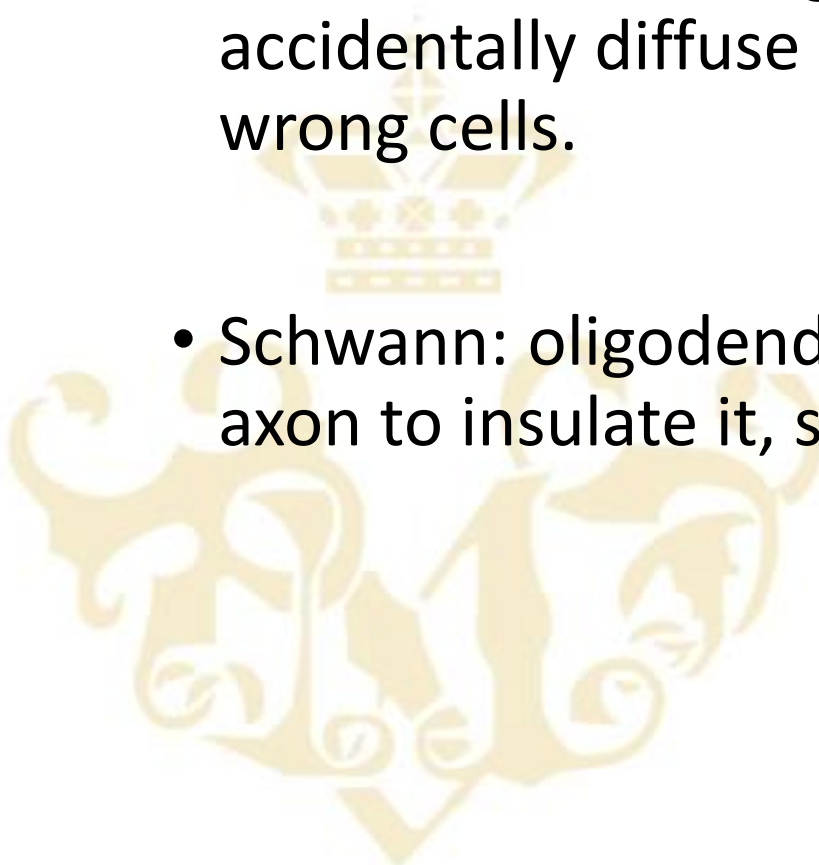 accidentally diffuse
wrong cells.
• Schwann: oligodend
axon to insulate it, s